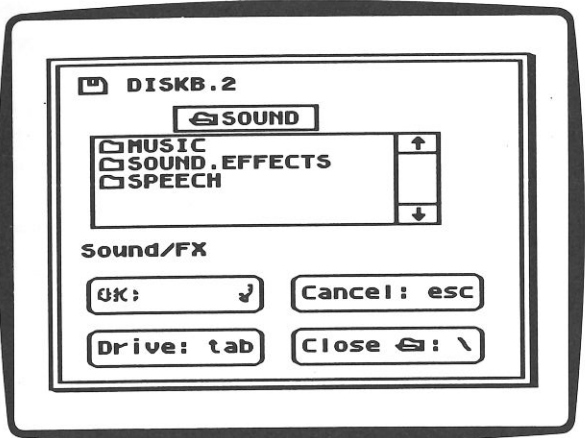 DISKB.2
SOUND
MUSIC
SOUND.EFFECTS
SPEECH
Sound/FX
OK:
Cancel: esc
Drive: tab
Close : \